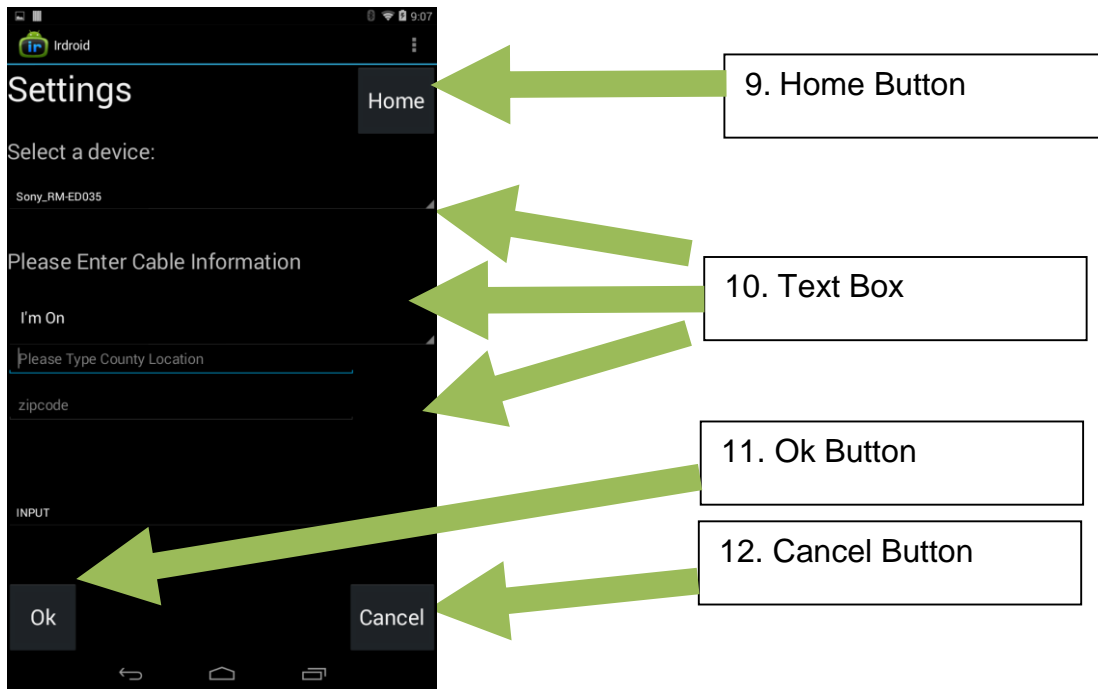 9:07
ir Irdroid
Settings
Home
Select a device:
Sony_RM-ED035
Please Enter Cable Information
I'm On
Please Type County Location
zipcode
INPUT
Ok
Cancel
9. Home Button
10. Text Box
11. Ok Button
12. Cancel Button